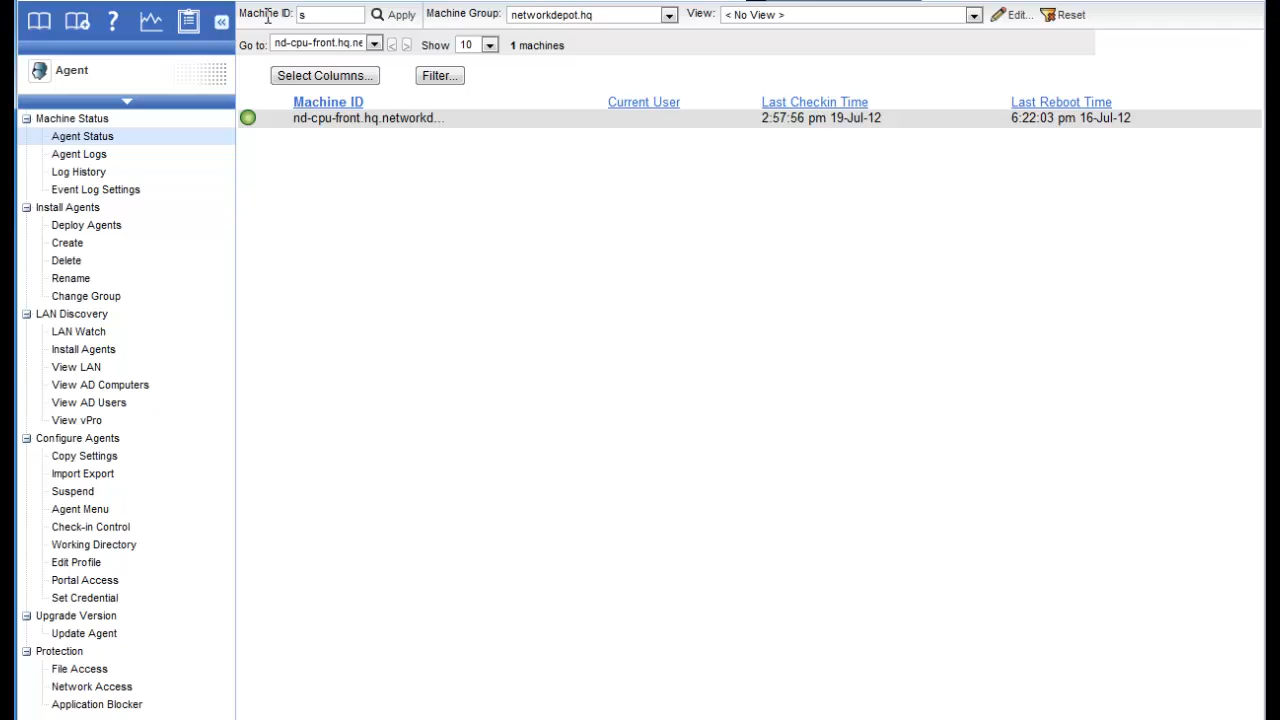 Machine ID: s Apply Machine Group: networkdepot.hq View: < No View > Edit... Reset
Go to: nd-cpu-front.hq.ne Show 10 1 machines
Agent
Select Columns... Filter...
Machine ID Current User Last Checkin Time Last Reboot Time
nd-cpu-front.hq.networkd... 2:57:56 pm 19-Jul-12 6:22:03 pm 16-Jul-12
Machine Status
Agent Status
Agent Logs
Log History
Event Log Settings
Install Agents
Deploy Agents
Create
Delete
Rename
Change Group
LAN Discovery
LAN Watch
Install Agents
View LAN
View AD Computers
View AD Users
View vPro
Configure Agents
Copy Settings
Import Export
Suspend
Agent Menu
Check-in Control
Working Directory
Edit Profile
Portal Access
Set Credential
Upgrade Version
Update Agent
Protection
File Access
Network Access
Application Blocker